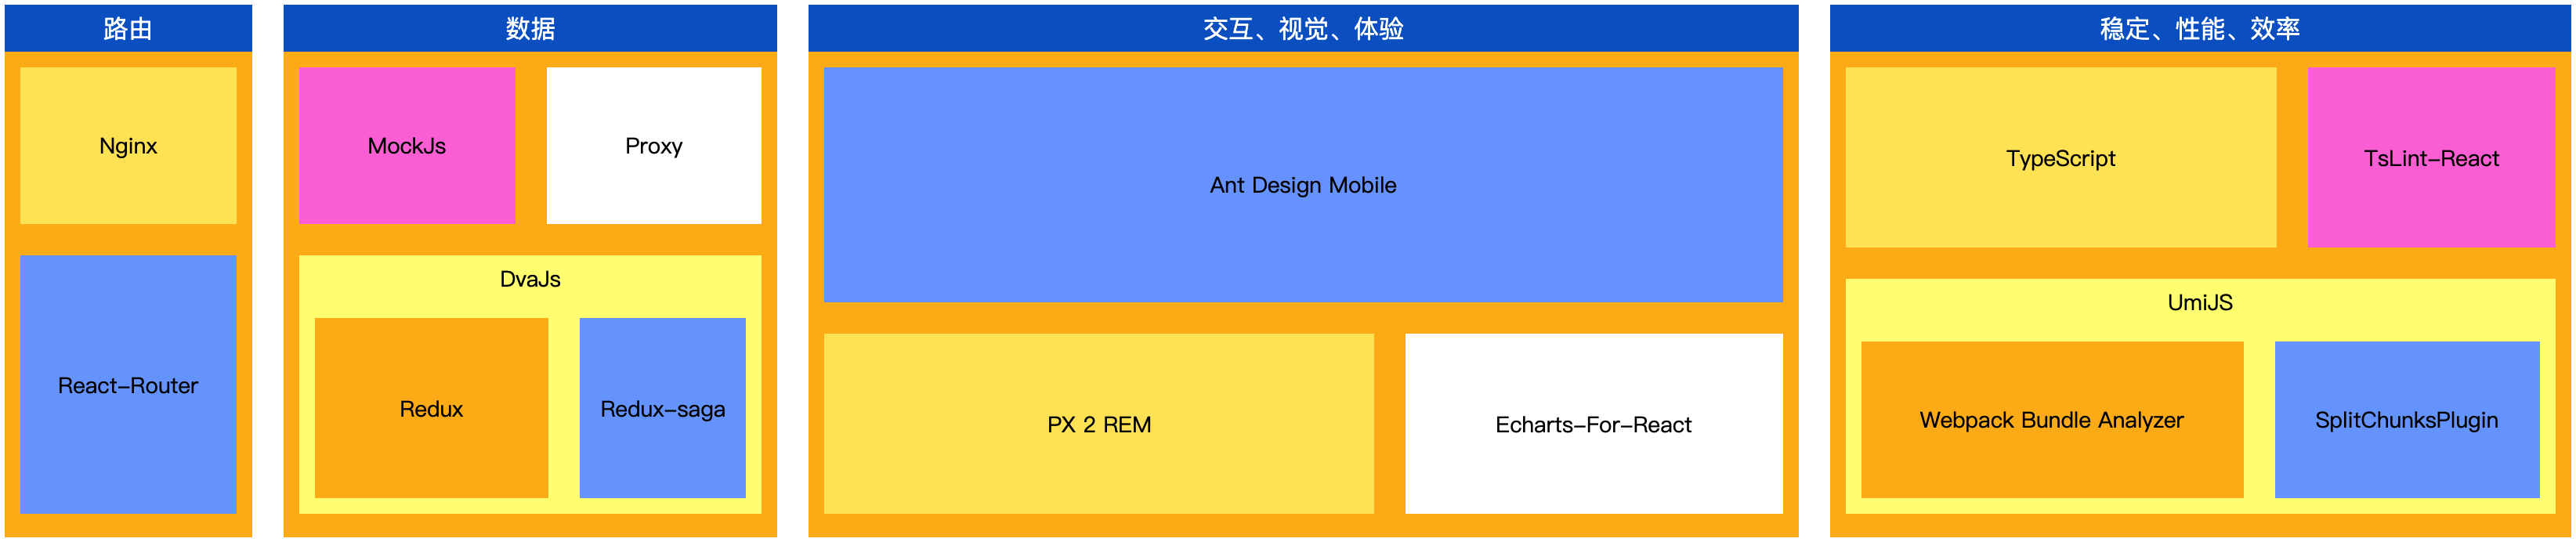 路由
Nginx
React-Router
数据
MockJs
Proxy
DvaJs
Redux
Redux-saga
交互、视觉、体验
Ant Design Mobile
PX 2 REM
Echarts-For-React
稳定、性能、效率
TypeScript
TsLint-React
UmiJS
Webpack Bundle Analyzer
SplitChunksPlugin